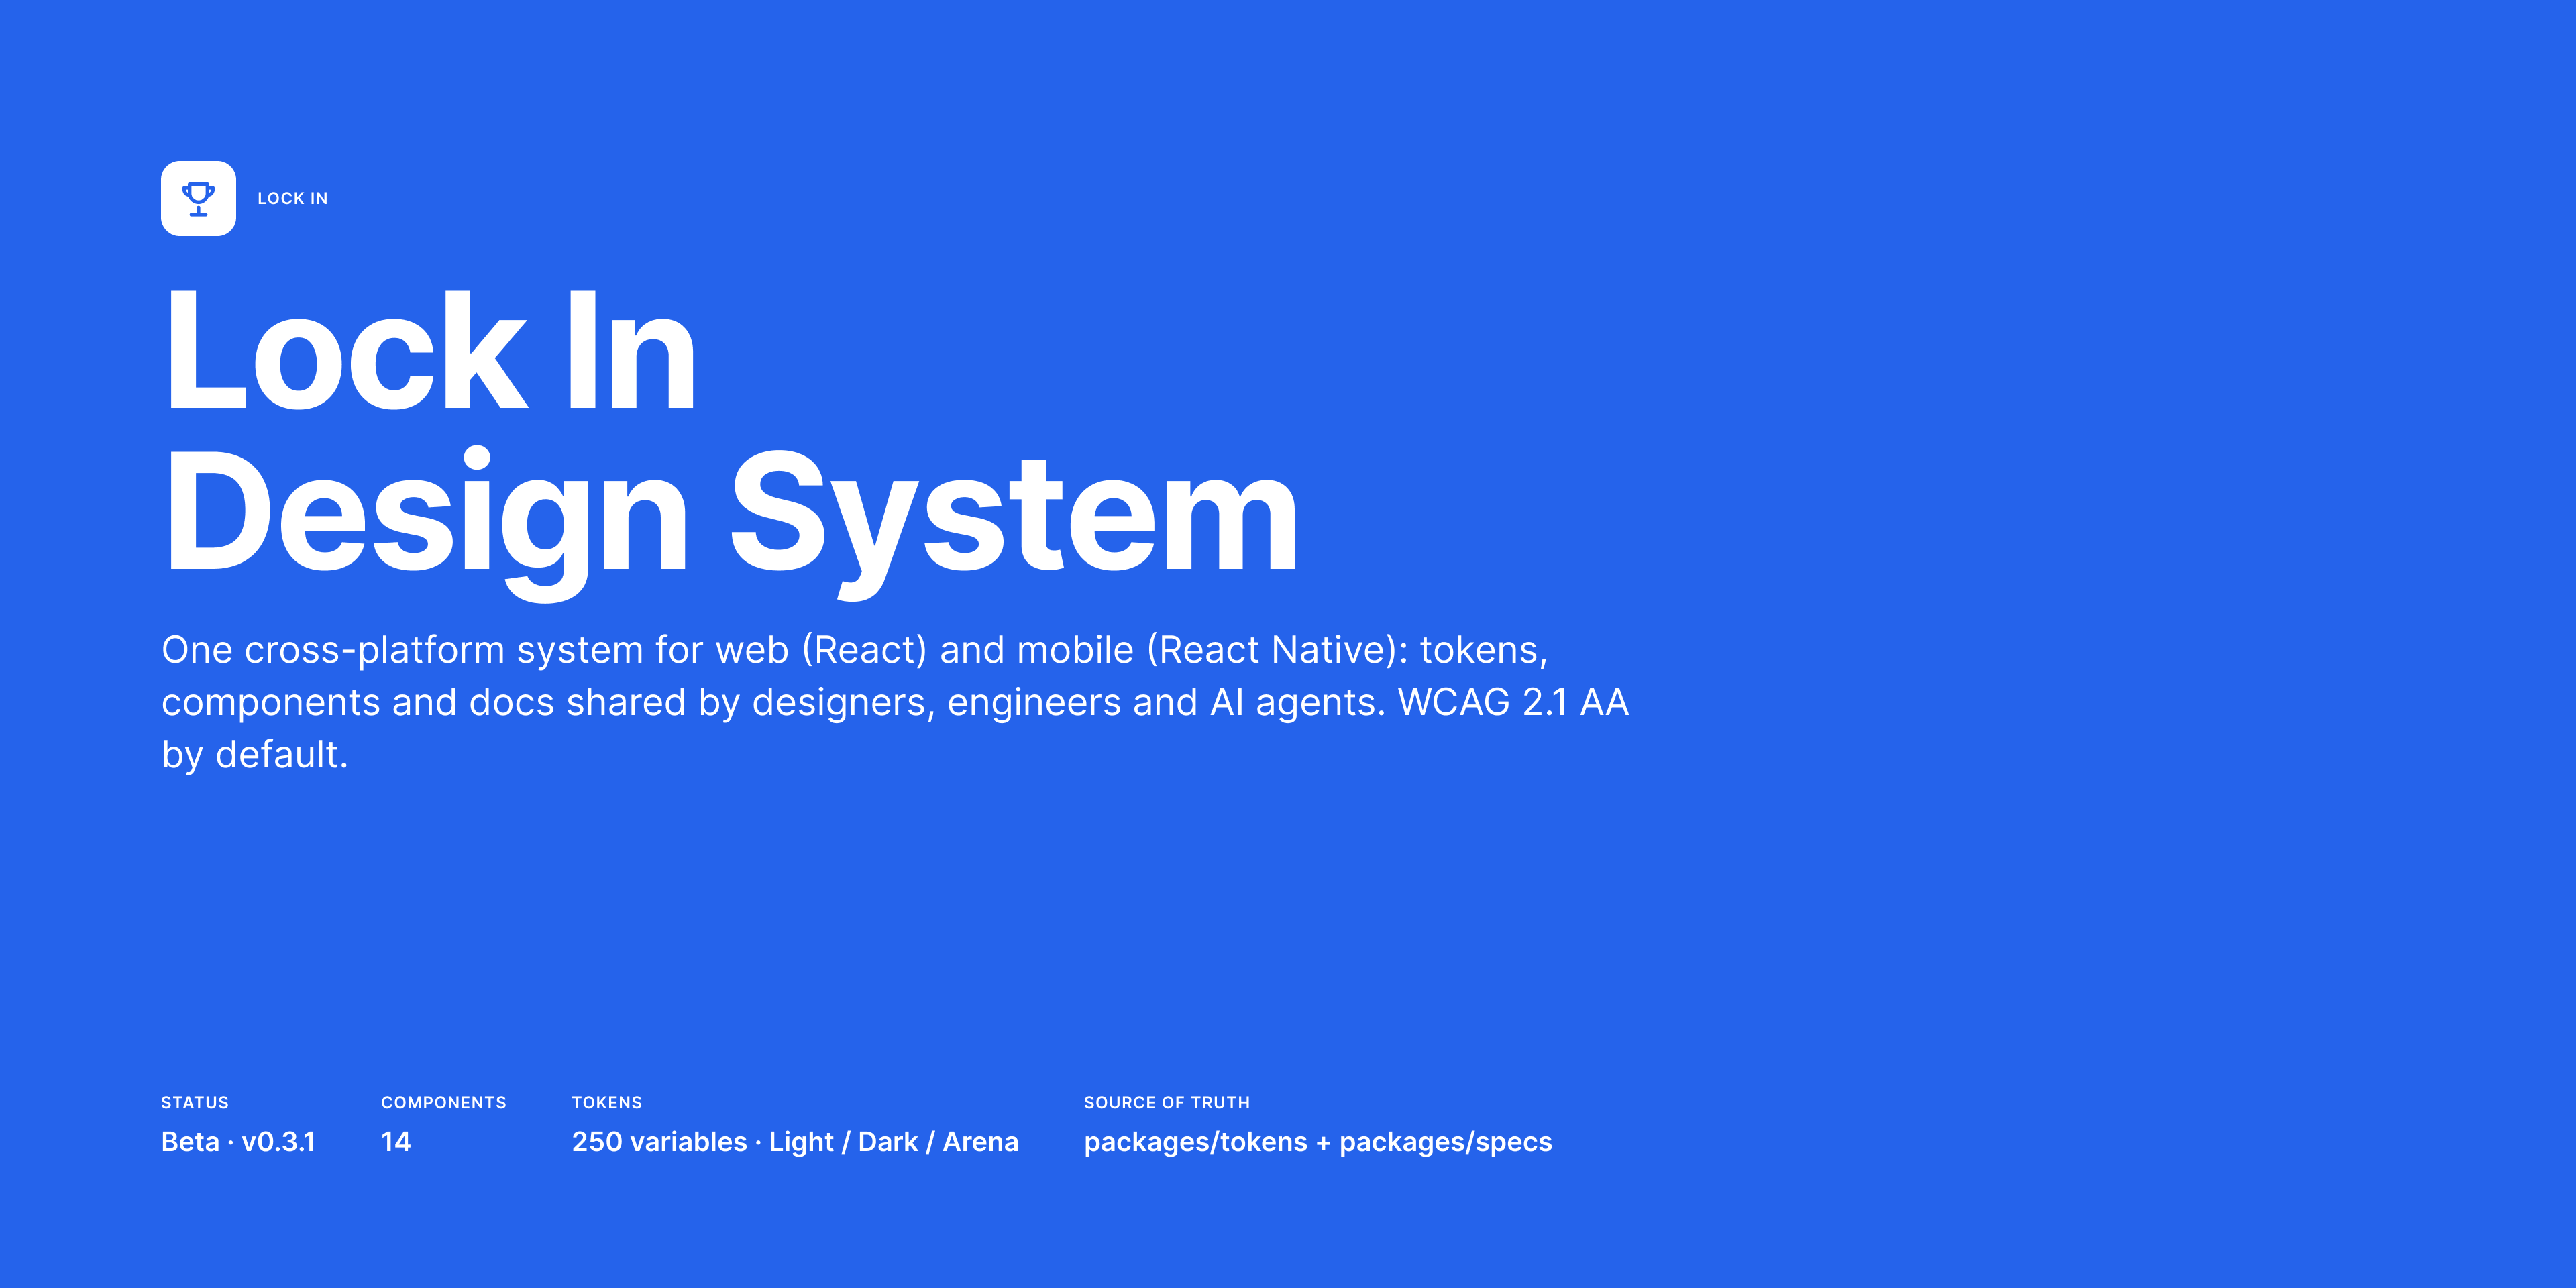 LOCK IN
Lock In
Design System
One cross-platform system for web (React) and mobile (React Native): tokens,
components and docs shared by designers, engineers and AI agents. WCAG 2.1 AA
by default.
STATUS
Beta · v0.3.1
COMPONENTS
14
TOKENS
250 variables · Light / Dark / Arena
SOURCE OF TRUTH
packages/tokens + packages/specs